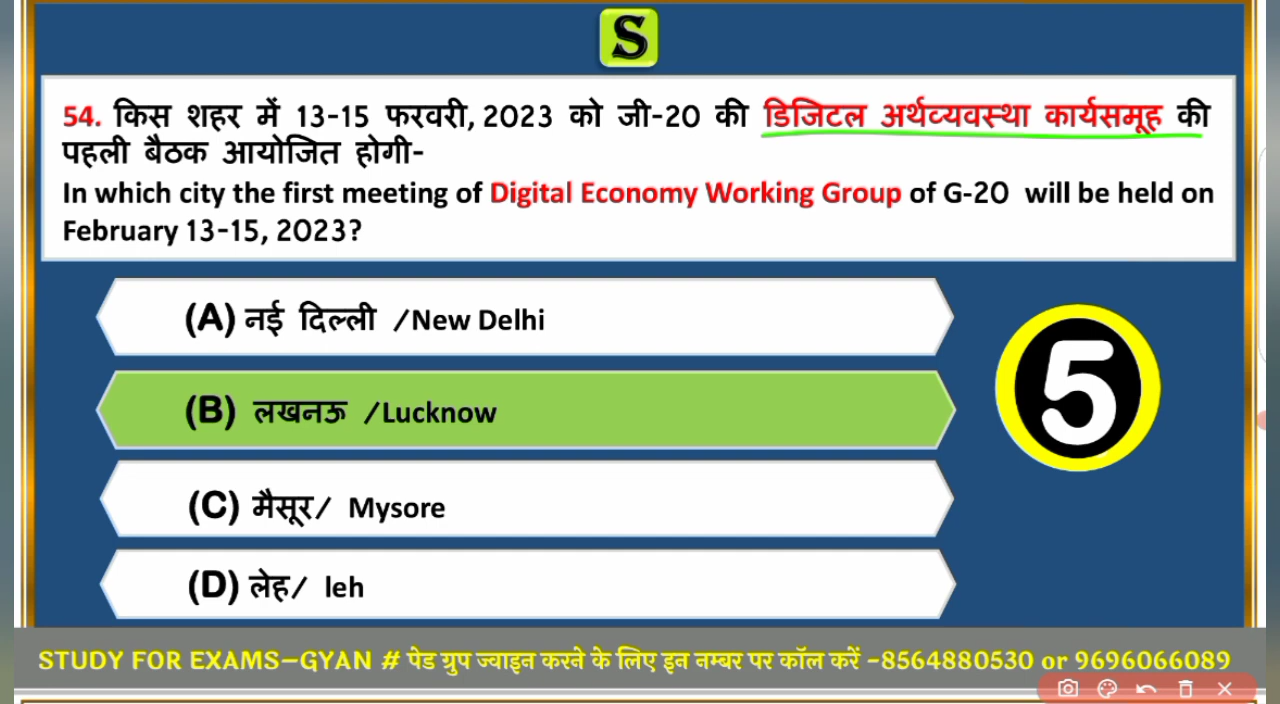 S
54. किस शहर में 13-15 फरवरी, 2023 को जी-20 की डिजिटल अर्थव्यवस्था कार्यसमूह की
पहली बैठक आयोजित होगी-
In which city the first meeting of Digital Economy Working Group of G-20 will be held on
February 13-15, 2023?
(A) नई दिल्ली /New Delhi
(B) लखनऊ /Lucknow
5
(C) मैसूर/ Mysore
(D) लेह/ leh
STUDY FOR EXAMS-GYAN # पेड ग्रुप ज्वाइन करने के लिए इन नम्बर पर कॉल करें -8564880530 or 9696066089